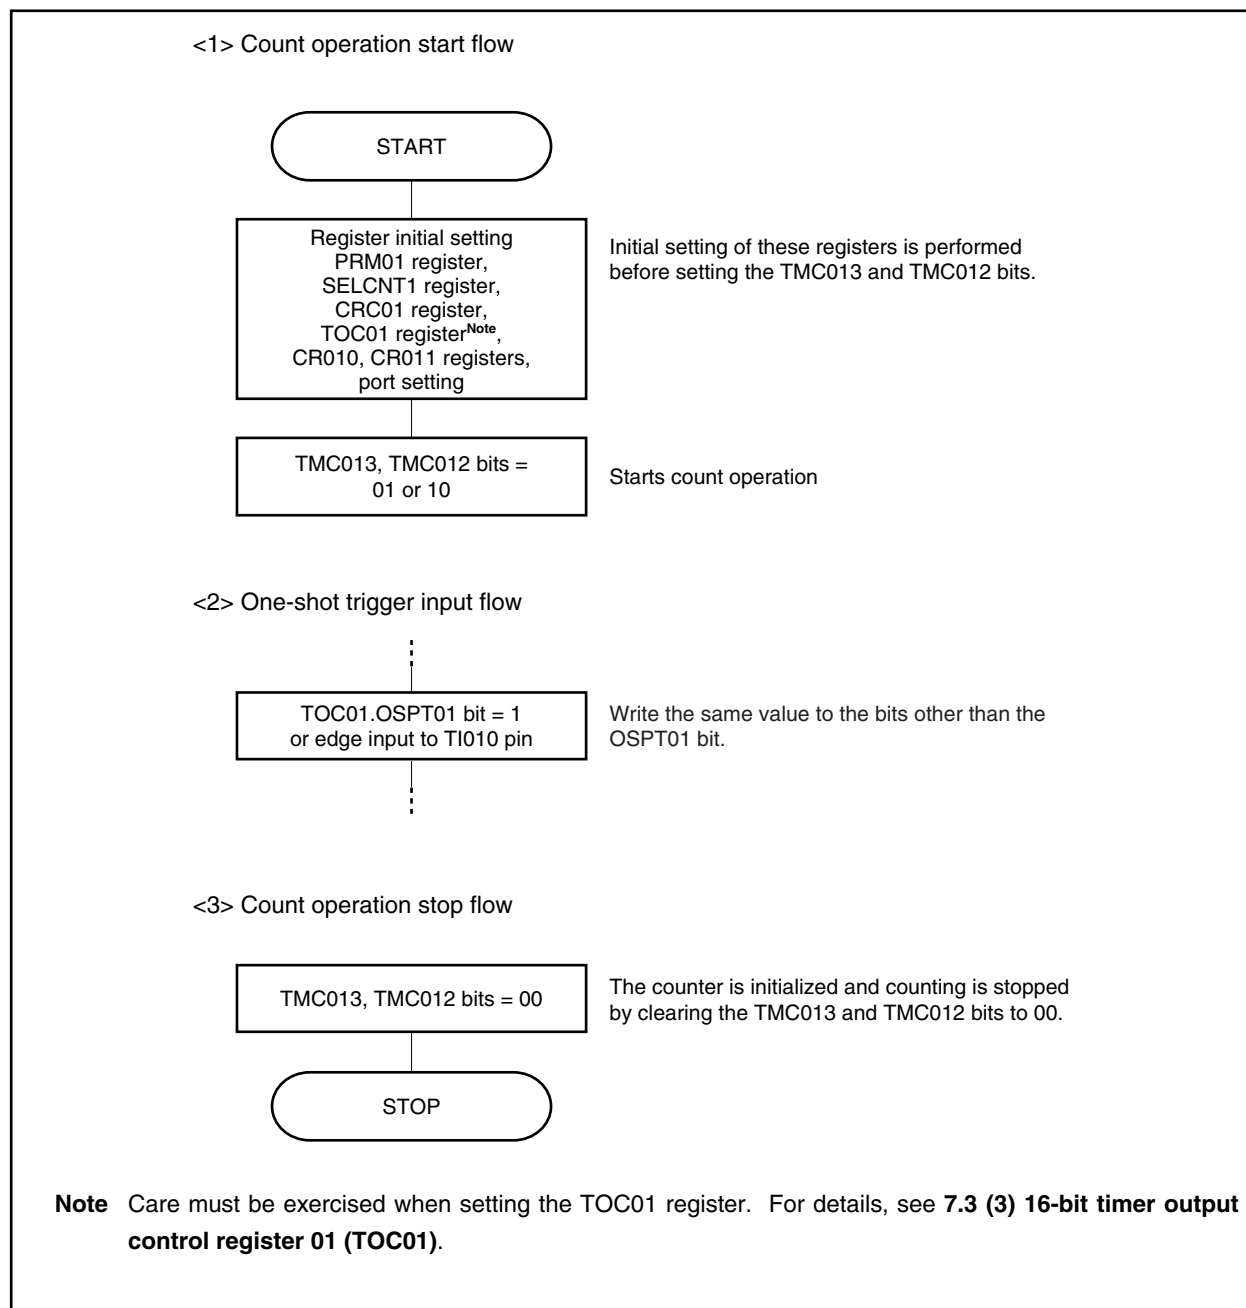 <1> Count operation start flow
START
Register initial setting
PRM01 register,
SELCNT1 register,
CRC01 register,
TOC01 registerNote,
CR010, CR011 registers,
port setting
Initial setting of these registers is performed
before setting the TMC013 and TMC012 bits.
TMC013, TMC012 bits =
01 or 10
Starts count operation
<2> One-shot trigger input flow
TOC01.OSPT01 bit = 1
or edge input to TI010 pin
Write the same value to the bits other than the
OSPT01 bit.
<3> Count operation stop flow
TMC013, TMC012 bits = 00
The counter is initialized and counting is stopped
by clearing the TMC013 and TMC012 bits to 00.
STOP
Note Care must be exercised when setting the TOC01 register. For details, see 7.3 (3) 16-bit timer output
control register 01 (TOC01).